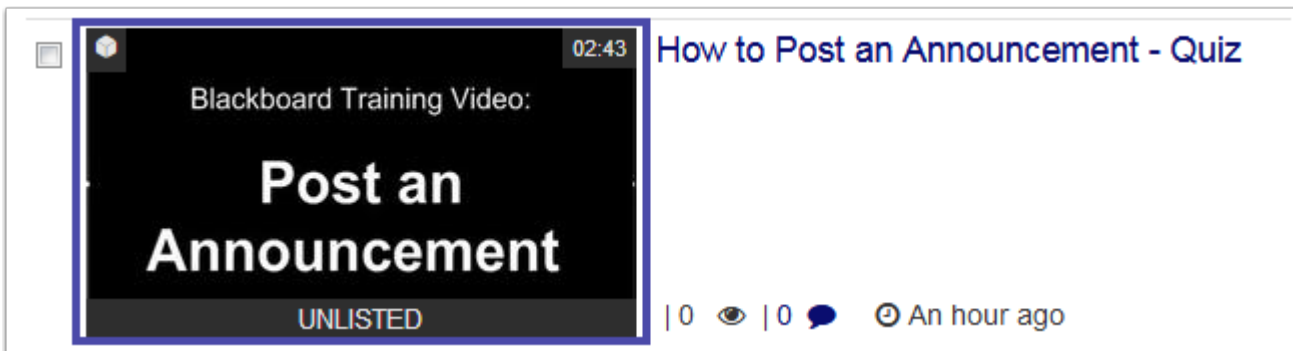 02:43
How to Post an Announcement - Quiz
Blackboard Training Video:
Post an
Announcement
UNLISTED
| 0 | 0 An hour ago